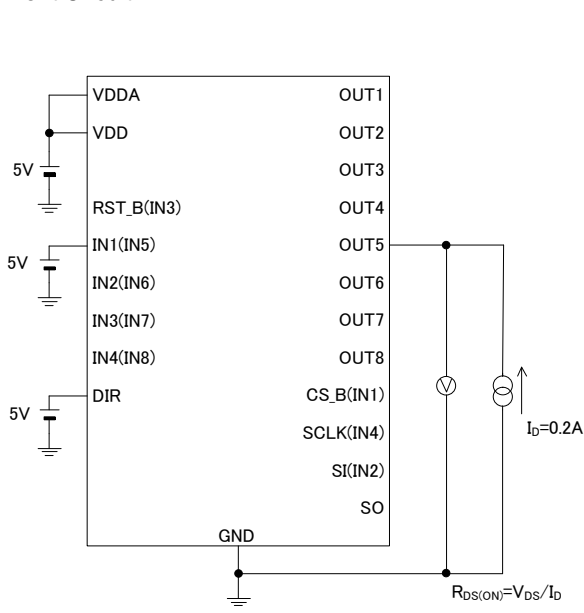 VDDA OUT1
VDD OUT2
5V OUT3
RST_B(IN3) OUT4
IN1(IN5) OUT5
5V
IN2(IN6) OUT6
IN3(IN7) OUT7
IN4(IN8) OUT8
V
DIR CS_B(IN1)
5V
SCLK(IN4) ID=0.2A
SI(IN2)
SO
GND
RDS(ON)=VDS/ID